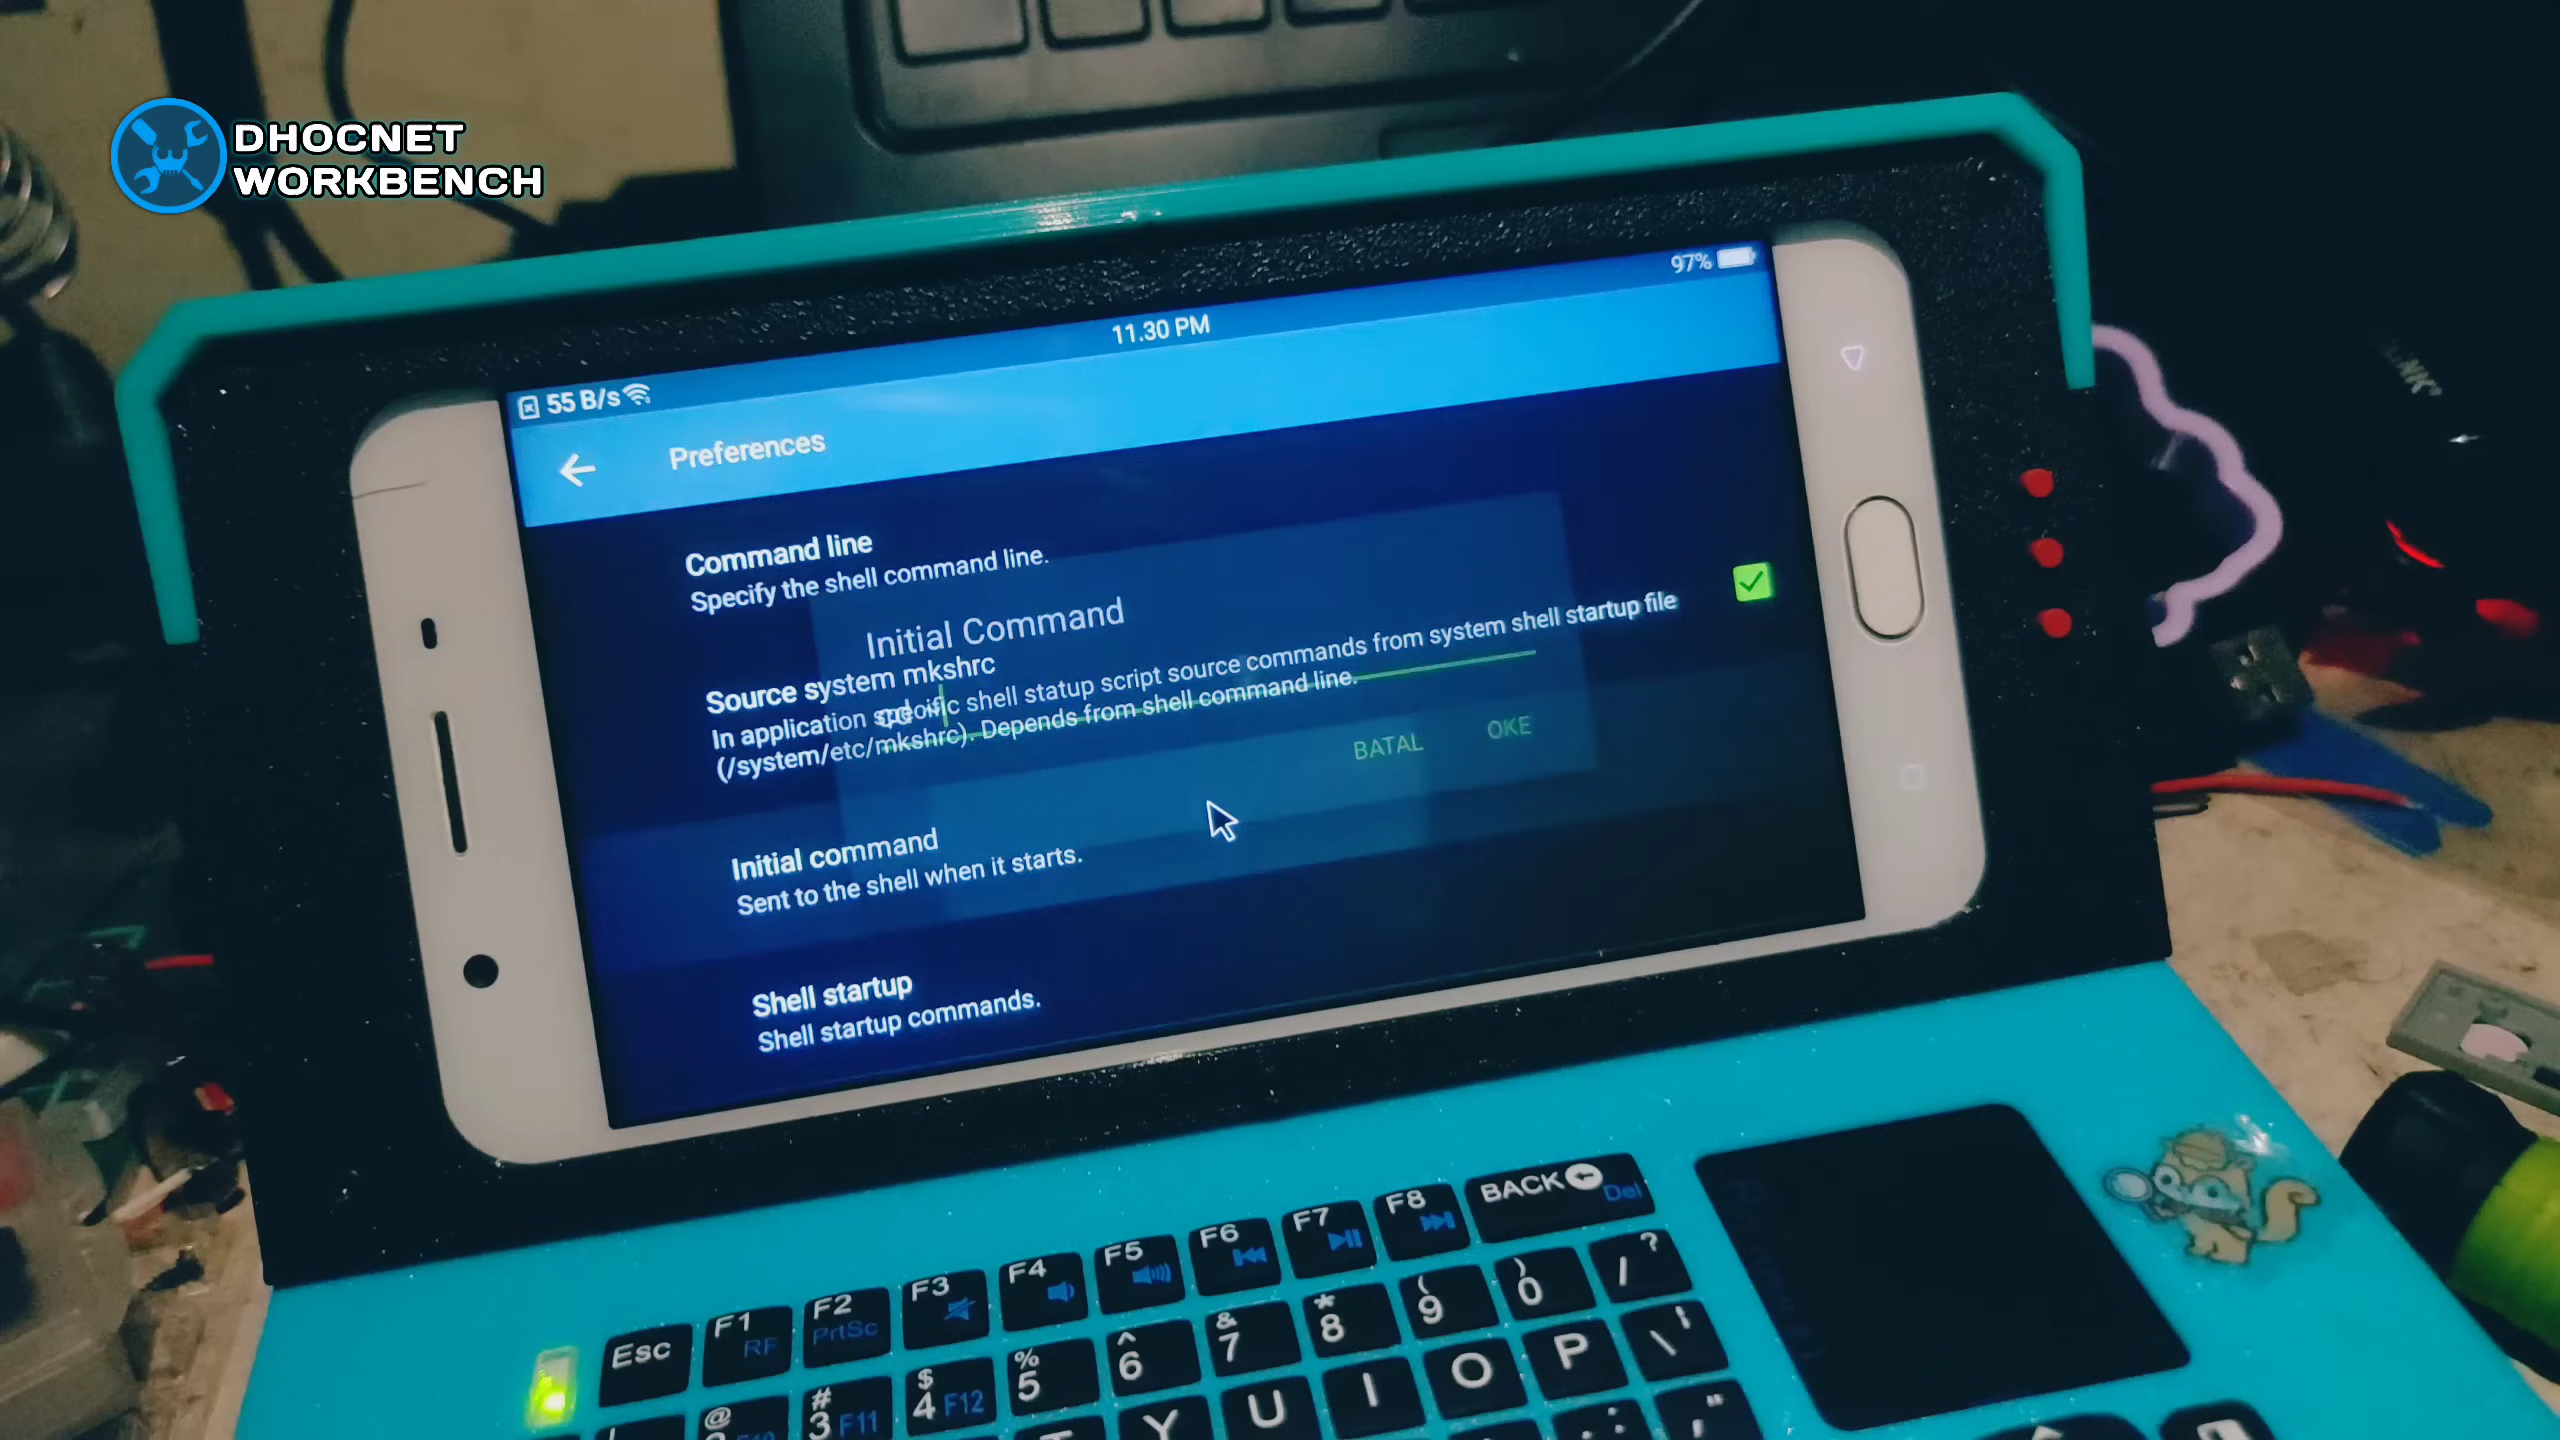 DHOCNET
WORKBENCH
97%
11.30 PM
55 B/s
Preferences
Command line
Specify the shell command line.
Initial Command
Source system mkshrc
In application specific shell statup script source commands from system shell startup file
(/system/etc/mkshrc). Depends from shell command line.
BATAL
OKE
Initial command
Sent to the shell when it starts.
Shell startup
Shell startup commands.
Esc
F1 RF
F2 PrtSc
F3
F4
F5
F6
F7
F8
BACK Del
@
# 3 F11
$ 4 F12
% 5
^ 6
& 7
* 8
( 9
) 0
? /
Y
U
I
O
P
\